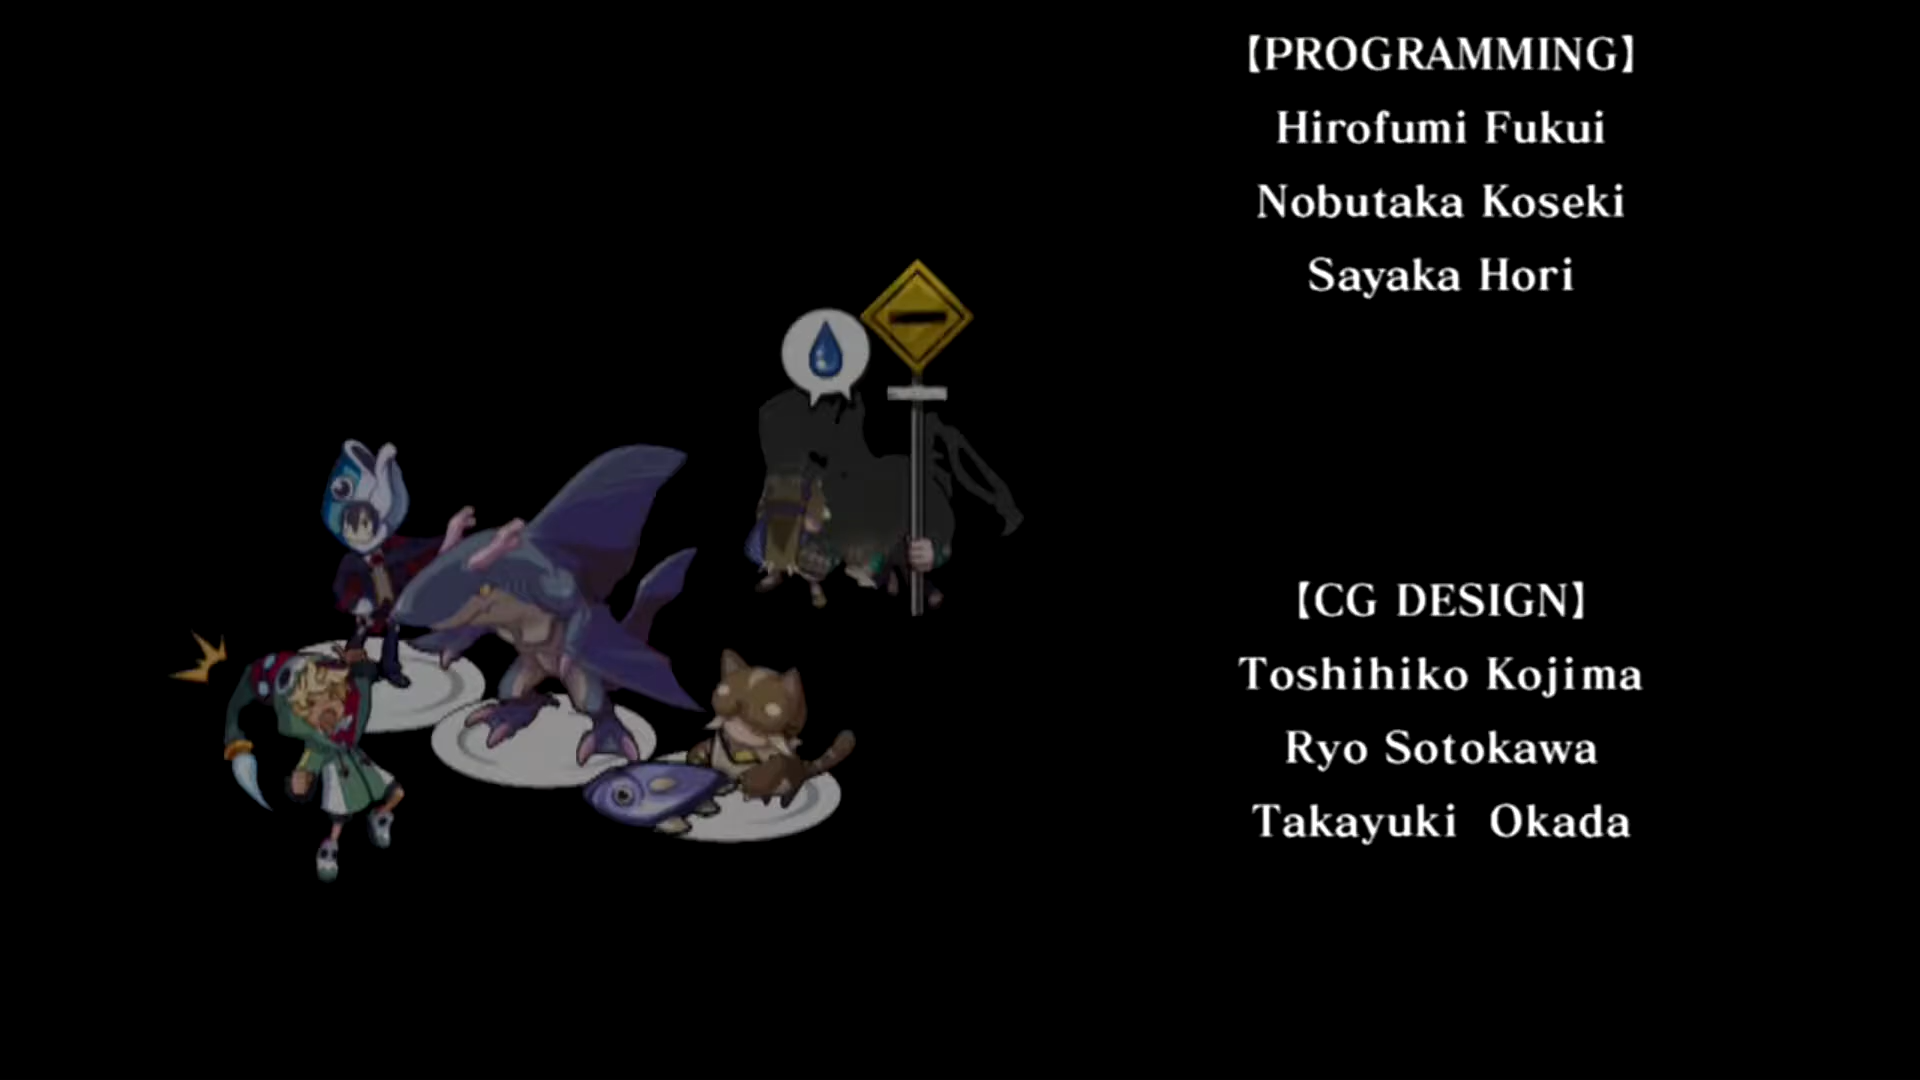 【PROGRAMMING】
Hirofumi Fukui
Nobutaka Koseki
Sayaka Hori
【CG DESIGN】
Toshihiko Kojima
Ryo Sotokawa
Takayuki  Okada